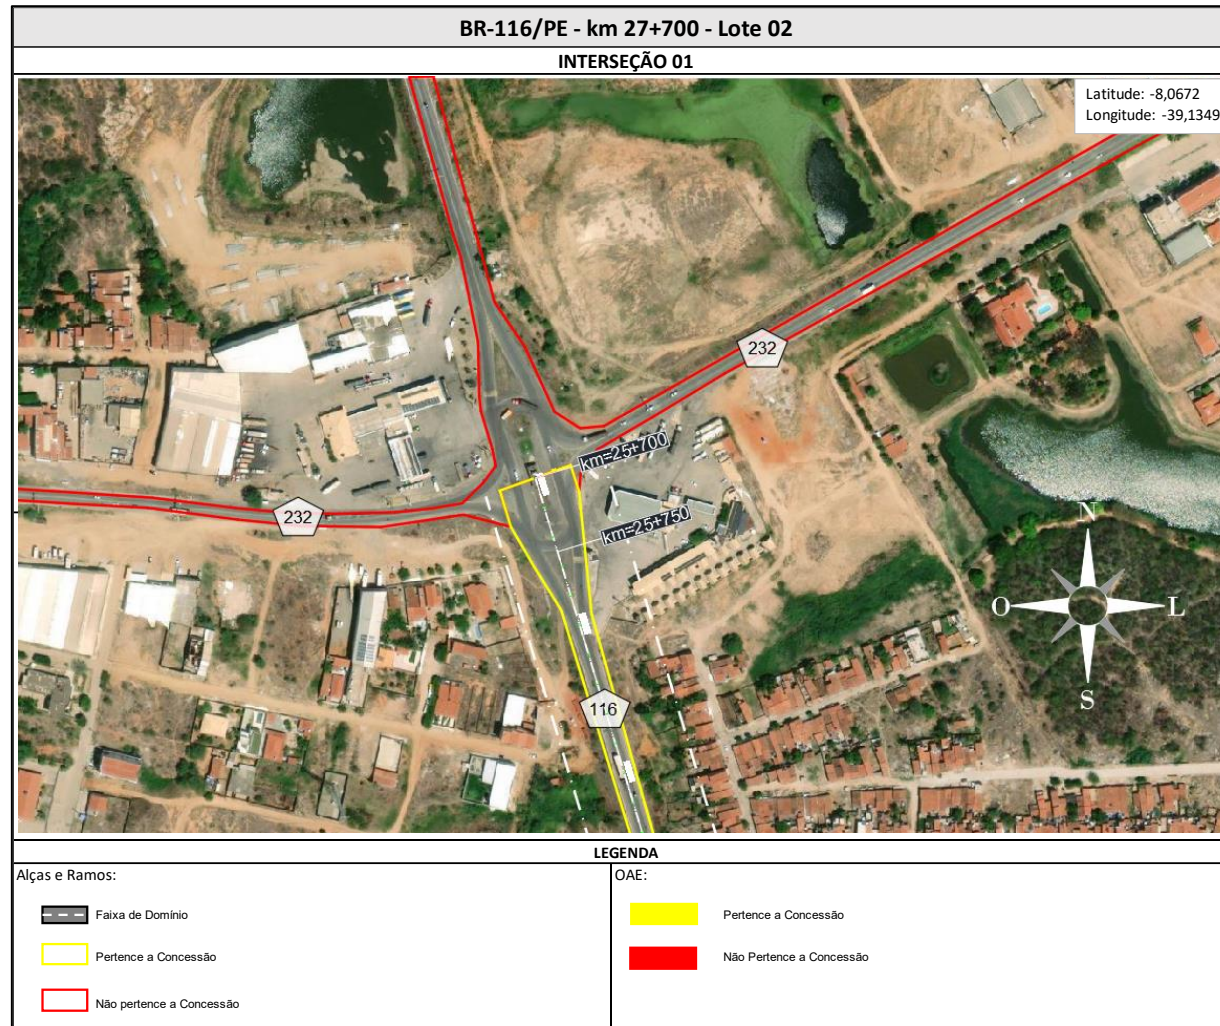 BR-116/PE - km 27+700 - Lote 02
INTERSEÇÃO 01
Latitude: -8,0672
Longitude: -39,1349
232
km=25+700
232
km=25+750
N
O
L
S
116
LEGENDA
Alças e Ramos:
Faixa de Domínio
Pertence a Concessão
Não pertence a Concessão
OAE:
Pertence a Concessão
Não Pertence a Concessão